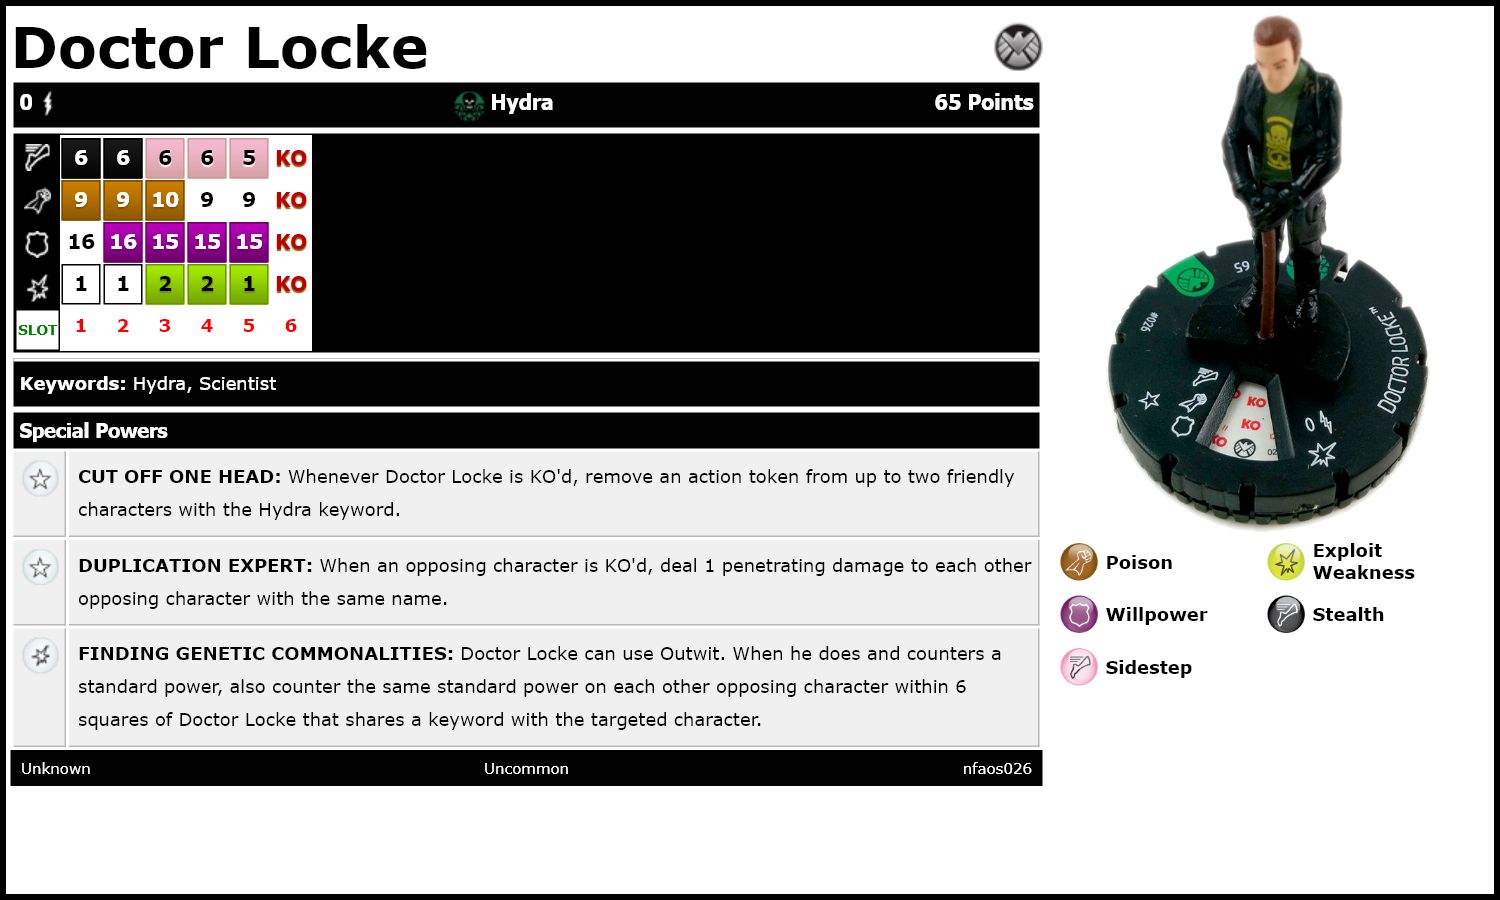 Doctor Locke
0 Hydra 65 Points
6 6 6 6 5 KO
9 9 10 9 9 KO
16 16 15 15 15 KO
1 1 2 2 1 KO
SLOT 1 2 3 4 5 6
Keywords: Hydra, Scientist
Special Powers
CUT OFF ONE HEAD: Whenever Doctor Locke is KO'd, remove an action token from up to two friendly
characters with the Hydra keyword.
DUPLICATION EXPERT: When an opposing character is KO'd, deal 1 penetrating damage to each other
opposing character with the same name.
FINDING GENETIC COMMONALITIES: Doctor Locke can use Outwit. When he does and counters a
standard power, also counter the same standard power on each other opposing character within 6
squares of Doctor Locke that shares a keyword with the targeted character.
Unknown Uncommon nfaos026
65
#026
DOCTOR LOCKE™
0
KO
KO
KO
Poison
Exploit
Weakness
Willpower
Stealth
Sidestep